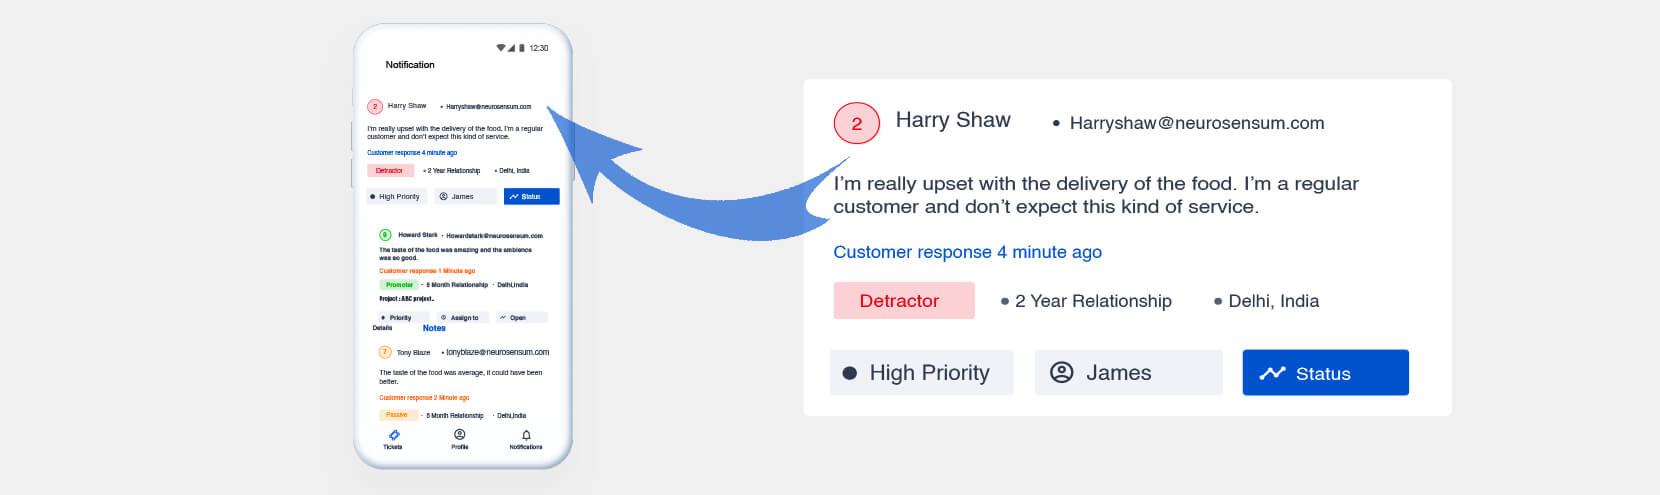 12:30
Notification
2 Harry Shaw • Harryshaw@neurosensum.com
I'm really upset with the delivery of the food. I'm a regular
customer and don't expect this kind of service.
Customer response 4 minute ago
Detractor • 2 Year Relationship • Delhi, India
High Priority James Status
9 Howard Stark • Howardstark@neurosensum.com
The taste of the food was amazing and the ambience
was so good.
Customer response 1 Minute ago
Promoter • 5 Month Relationship • Delhi,India
Project : ABC project..
Priority Assign to Open
Details Notes
7 Tony Blaze • tonyblaze@neurosensum.com
The taste of the food was average, it could have been
better.
Customer response 2 Minute ago
Passive • 5 Month Relationship • Delhi,India
Tickets Profile Notifications
2 Harry Shaw • Harryshaw@neurosensum.com
I'm really upset with the delivery of the food. I'm a regular
customer and don't expect this kind of service.
Customer response 4 minute ago
Detractor • 2 Year Relationship • Delhi, India
High Priority James Status